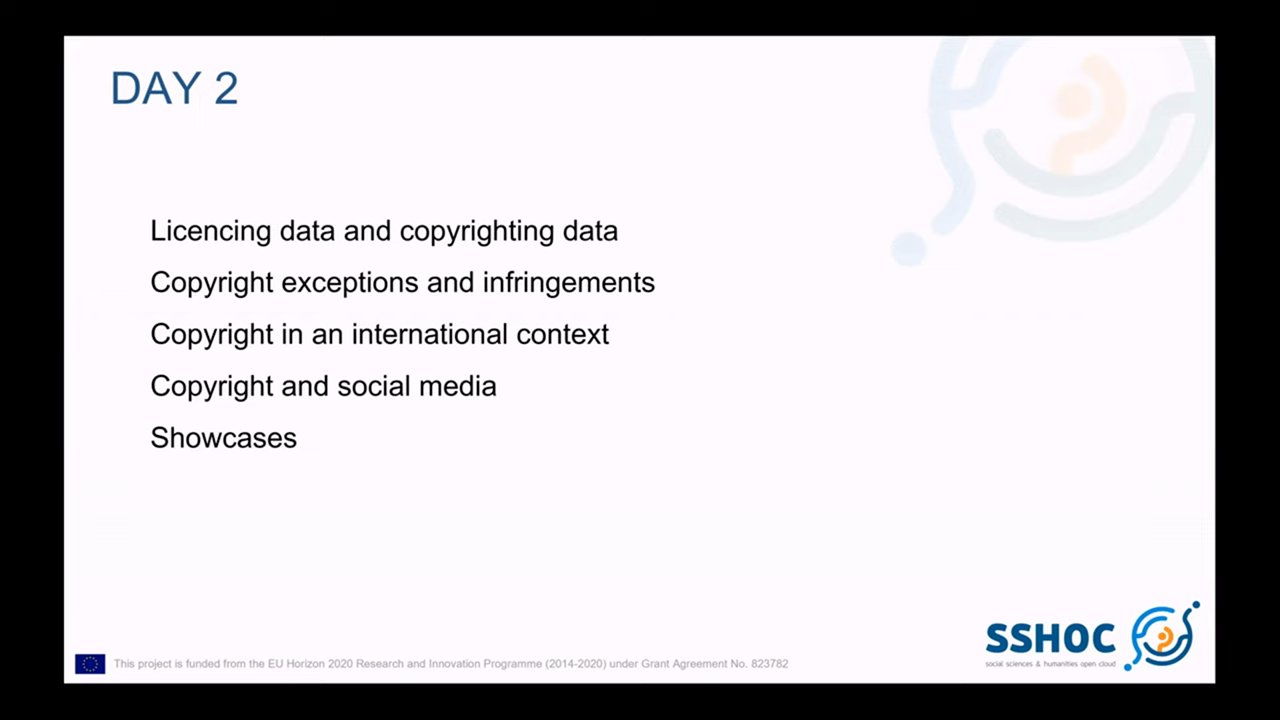 DAY 2
Licencing data and copyrighting data
Copyright exceptions and infringements
Copyright in an international context
Copyright and social media
Showcases
SSHOC
social sciences & humanities open cloud
This project is funded from the EU Horizon 2020 Research and Innovation Programme (2014-2020) under Grant Agreement No. 823782